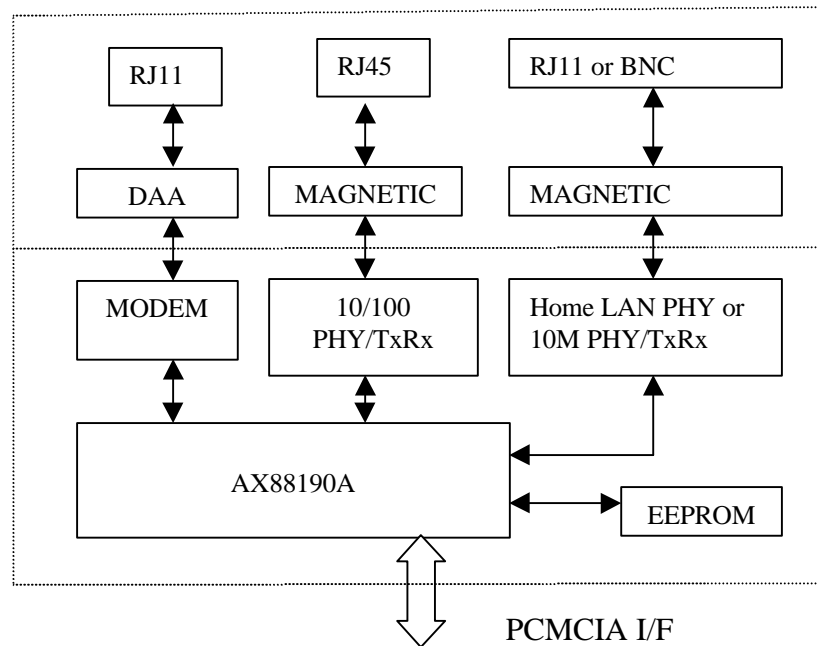 RJ11
RJ45
RJ11 or BNC
DAA
MAGNETIC
MAGNETIC
MODEM
10/100
PHY/TxRx
Home LAN PHY or
10M PHY/TxRx
AX88190A
EEPROM
PCMCIA I/F